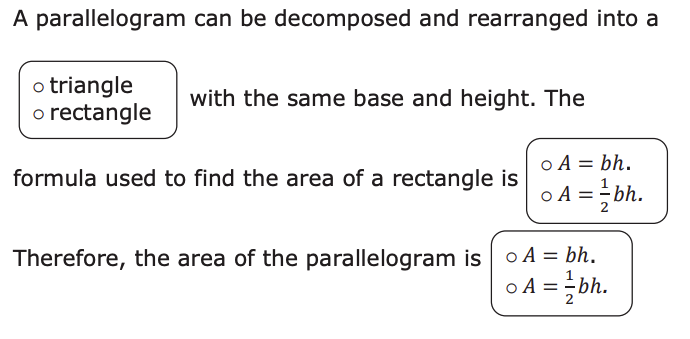 A parallelogram can be decomposed and rearranged into a
○ triangle
○ rectangle
with the same base and height. The
formula used to find the area of a rectangle is
○ A = bh.
○ A = 1/2 bh.
Therefore, the area of the parallelogram is
○ A = bh.
○ A = 1/2 bh.